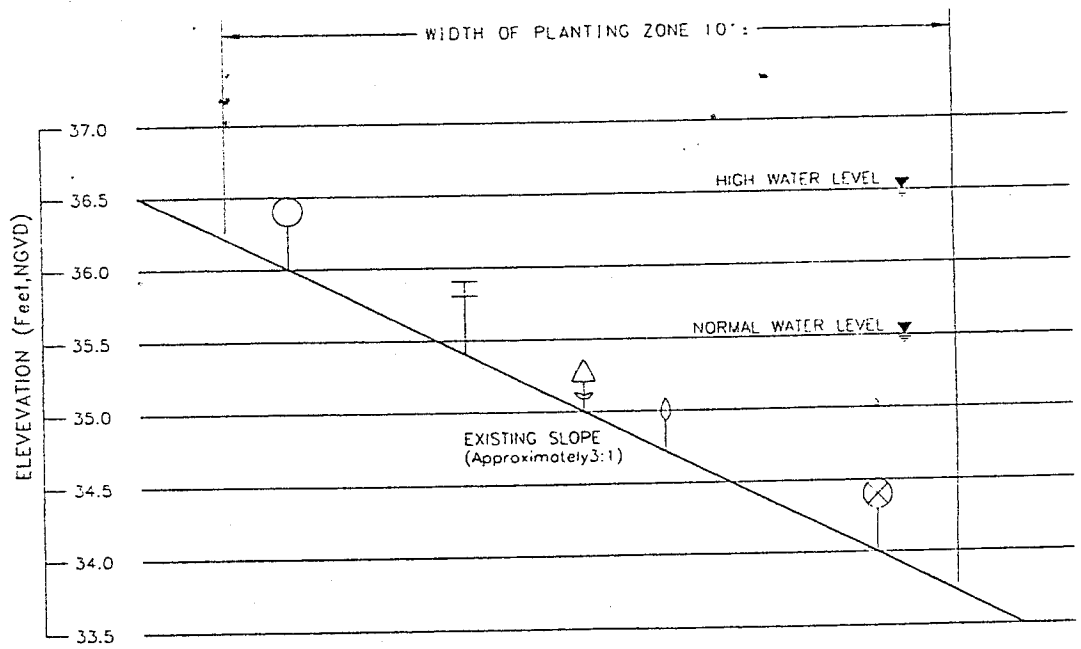 WIDTH OF PLANTING ZONE 10'±
37.0
HIGH WATER LEVEL
36.5
36.0
NORMAL WATER LEVEL
35.5
35.0
EXISTING SLOPE
(Approximately3:1)
34.5
34.0
33.5
ELEVEVATION (Feet,NGVD)